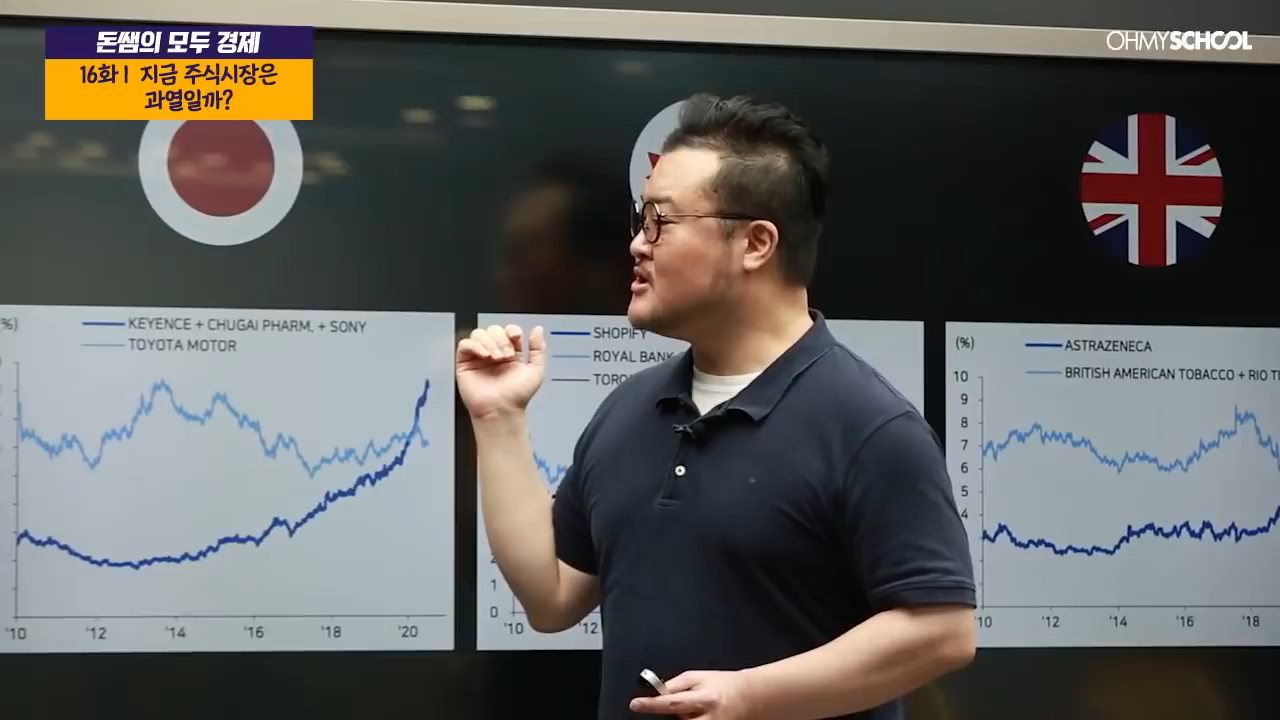 돈쌤의 모두 경제
16화 | 지금 주식시장은
과열일까?
OHMYSCHOOL
(%)
KEYENCE + CHUGAI PHARM, + SONY
TOYOTA MOTOR
'10 '12 '14 '16 '18 '20
SHOPIFY
ROYAL BANK
1
0
'10 '12
(%)
ASTRAZENECA
BRITISH AMERICAN TOBACCO + RIO
10
9
8
7
6
5
4
'10 '12 '14 '16 '18